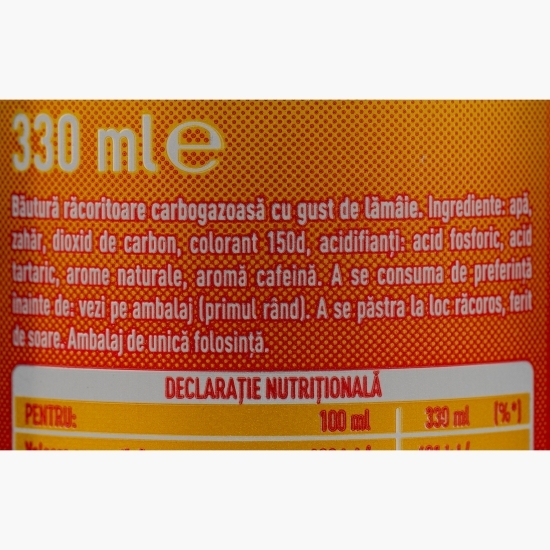 330 ml e
Băutură răcoritoare carbogazoasă cu gust de lămâie. Ingrediente: apă,
zahăr, dioxid de carbon, colorant 150d, acidifianți: acid fosforic, acid
tartaric, arome naturale, aromă cafeină. A se consuma de preferință
înainte de: vezi pe ambalaj (primul rând). A se păstra la loc răcoros, ferit
de soare. Ambalaj de unică folosință.
DECLARAȚIE NUTRIȚIONALĂ
PENTRU: 100 ml 330 ml (%*)